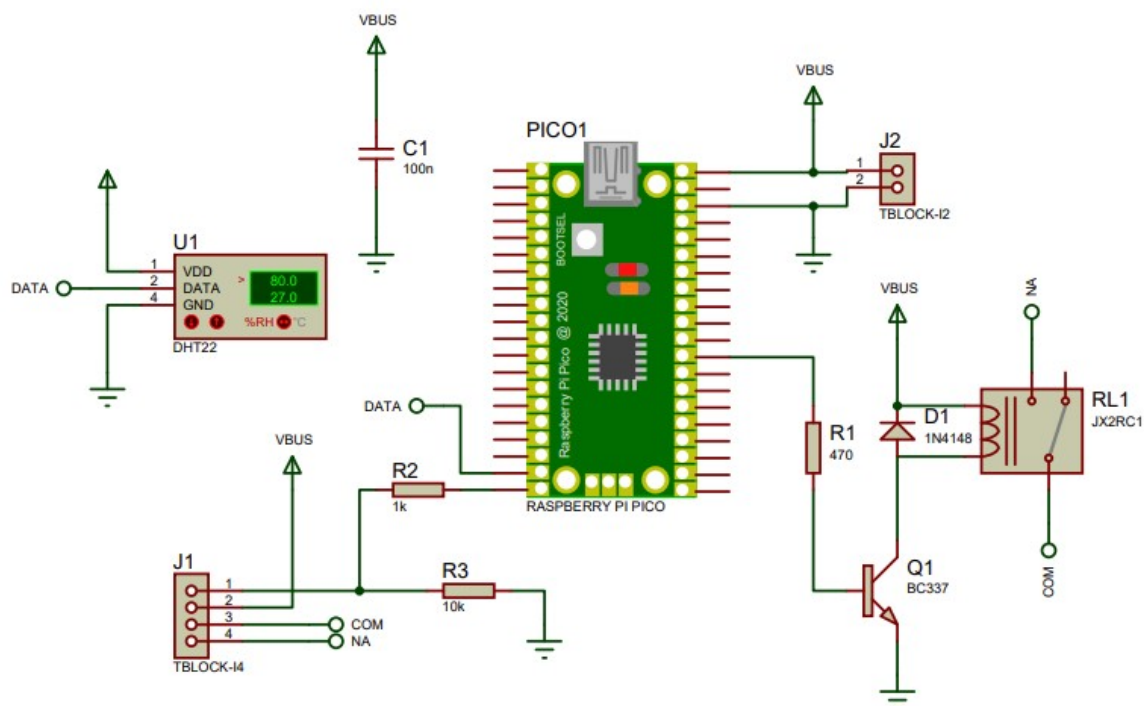 VBUS
C1
100n
PICO1
BOOTSEL
Raspberry Pi Pico @ 2020
RASPBERRY PI PICO
VBUS
J2
1
2
TBLOCK-I2
U1
1
VDD
DATA
2
DATA
4
GND
>
80.0
27.0
%RH
°C
DHT22
DATA
R2
1k
VBUS
J1
1
2
3
4
COM
NA
TBLOCK-I4
R3
10k
R1
470
VBUS
D1
1N4148
NA
RL1
JX2RC1
COM
Q1
BC337